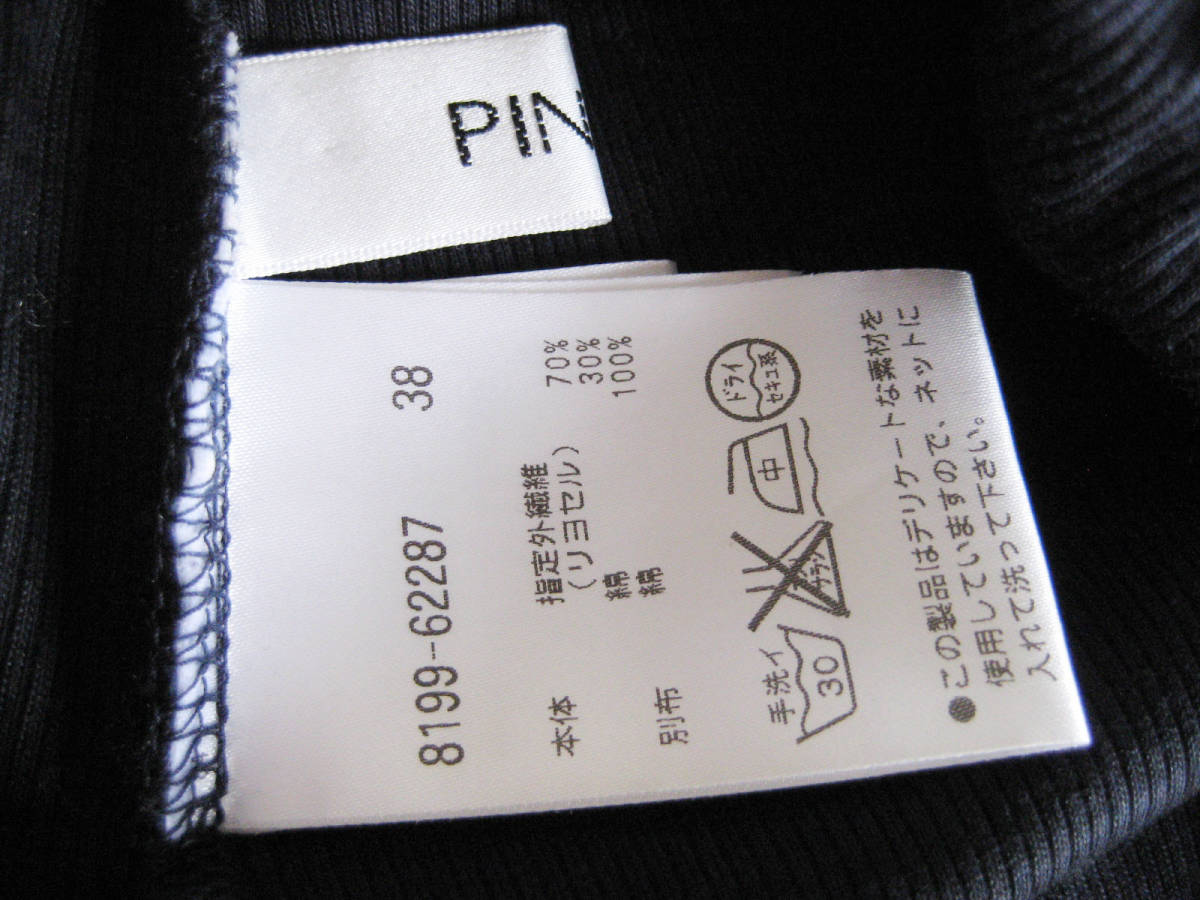 PIN
8199-62287 38
本体 指定外繊維 70%
(リヨセル)
綿 30%
別布 綿 100%
手洗イ
30
中
ドライ
セキユ系
●この製品はデリケートな素材を
使用していますので、ネットに
入れて洗って下さい。